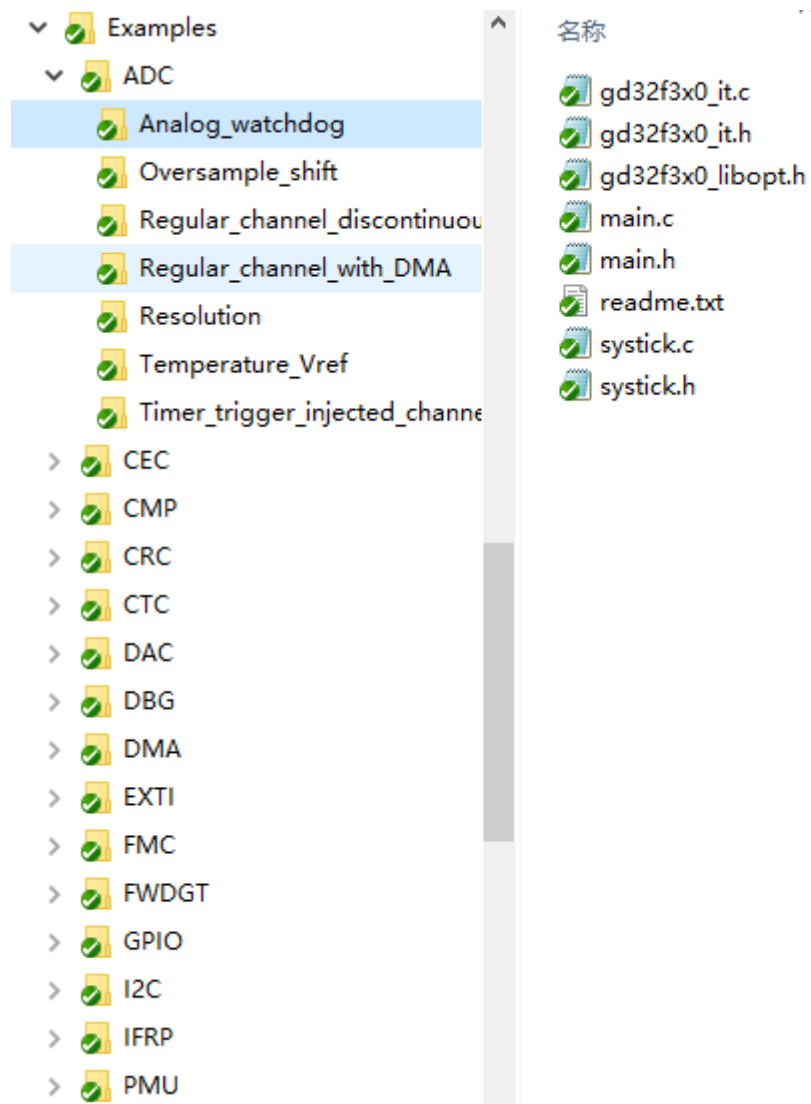 Examples
ADC
Analog_watchdog
Oversample_shift
Regular_channel_discontinuou
Regular_channel_with_DMA
Resolution
Temperature_Vref
Timer_trigger_injected_channe
CEC
CMP
CRC
CTC
DAC
DBG
DMA
EXTI
FMC
FWDGT
GPIO
I2C
IFRP
PMU
名称
gd32f3x0_it.c
gd32f3x0_it.h
gd32f3x0_libopt.h
main.c
main.h
readme.txt
systick.c
systick.h